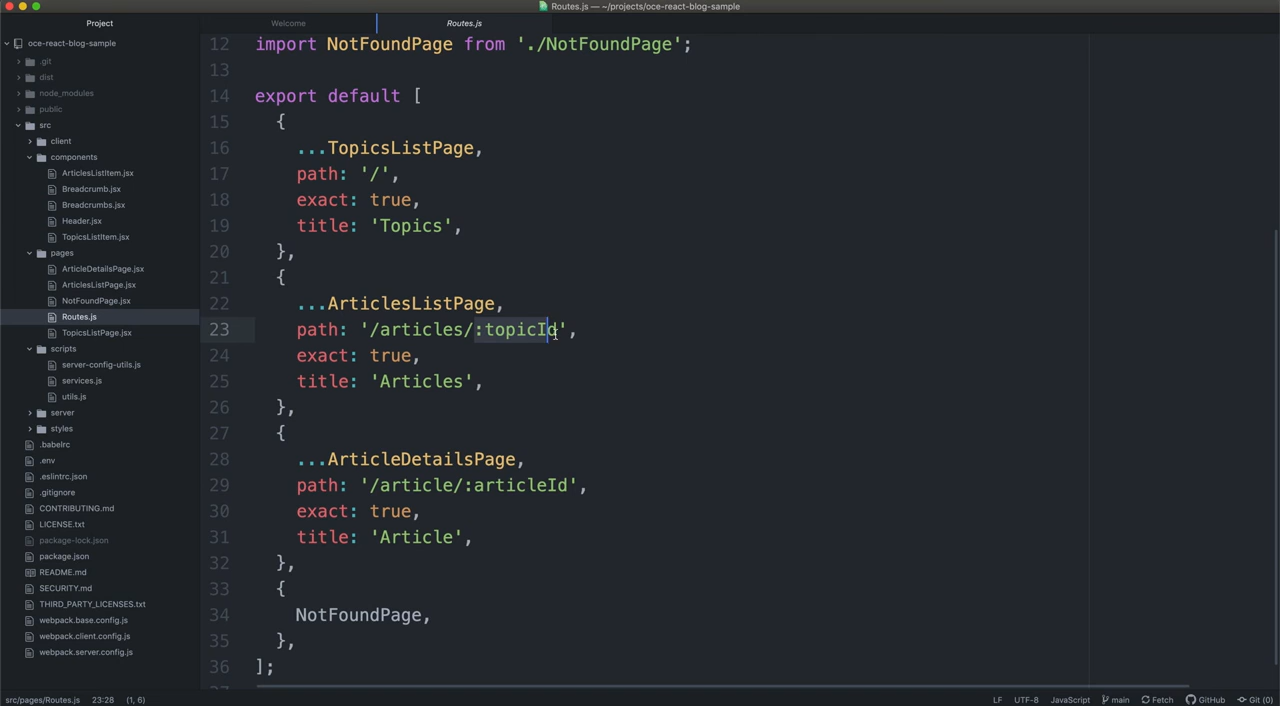 Routes.js — ~/projects/oce-react-blog-sample
Project
Welcome
Routes.js
oce-react-blog-sample
.git
dist
node_modules
public
src
client
components
ArticlesListItem.jsx
Breadcrumb.jsx
Breadcrumbs.jsx
Header.jsx
TopicsListItem.jsx
pages
ArticleDetailsPage.jsx
ArticlesListPage.jsx
NotFoundPage.jsx
Routes.js
TopicsListPage.jsx
scripts
server-config-utils.js
services.js
utils.js
server
styles
.babelrc
.env
.eslintrc.json
.gitignore
CONTRIBUTING.md
LICENSE.txt
package-lock.json
package.json
README.md
SECURITY.md
THIRD_PARTY_LICENSES.txt
webpack.base.config.js
webpack.client.config.js
webpack.server.config.js
12 import NotFoundPage from './NotFoundPage';
13
14 export default [
15 {
16 ...TopicsListPage,
17 path: '/',
18 exact: true,
19 title: 'Topics',
20 },
21 {
22 ...ArticlesListPage,
23 path: '/articles/:topicId',
24 exact: true,
25 title: 'Articles',
26 },
27 {
28 ...ArticleDetailsPage,
29 path: '/article/:articleId',
30 exact: true,
31 title: 'Article',
32 },
33 {
34 NotFoundPage,
35 },
36 ];
src/pages/Routes.js 23:28 (1, 6)
LF UTF-8 JavaScript main Fetch GitHub Git (0)